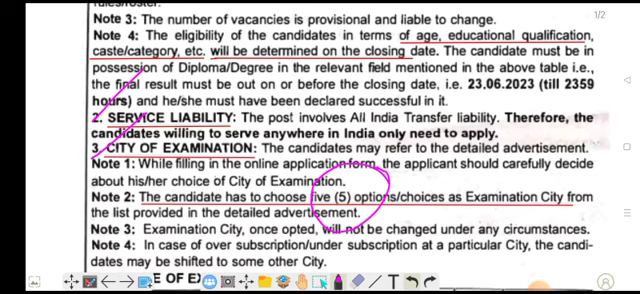 rules/roster.
1/2
Note 3: The number of vacancies is provisional and liable to change.
Note 4: The eligibility of the candidates in terms of age, educational qualification,
caste/category, etc. will be determined on the closing date. The candidate must be in
possession of Diploma/Degree in the relevant field mentioned in the above table i.e.,
the final result must be out on or before the closing date, i.e. 23.06.2023 (till 2359
hours) and he/she must have been declared successful in it.
2. SERVICE LIABILITY: The post involves All India Transfer liability. Therefore, the
candidates willing to serve anywhere in India only need to apply.
3. CITY OF EXAMINATION: The candidates may refer to the detailed advertisement.
Note 1: While filling in the online application form, the applicant should carefully decide
about his/her choice of City of Examination.
Note 2: The candidate has to choose five (5) options/choices as Examination City from
the list provided in the detailed advertisement.
Note 3: Examination City, once opted, will not be changed under any circumstances.
Note 4: In case of over subscription/under subscription at a particular City, the candi-
dates may be shifted to some other City.
E OF EX
T